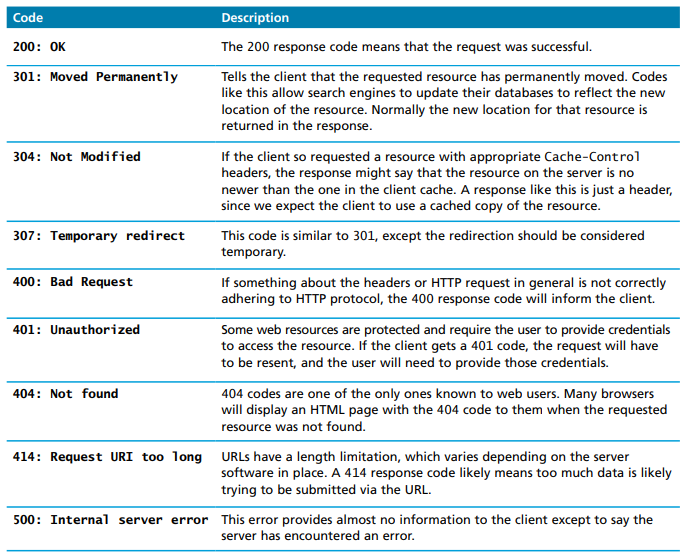 Code Description
200: OK The 200 response code means that the request was successful.
301: Moved Permanently Tells the client that the requested resource has permanently moved. Codes
like this allow search engines to update their databases to reflect the new
location of the resource. Normally the new location for that resource is
returned in the response.
304: Not Modified If the client so requested a resource with appropriate Cache-Control
headers, the response might say that the resource on the server is no
newer than the one in the client cache. A response like this is just a header,
since we expect the client to use a cached copy of the resource.
307: Temporary redirect This code is similar to 301, except the redirection should be considered
temporary.
400: Bad Request If something about the headers or HTTP request in general is not correctly
adhering to HTTP protocol, the 400 response code will inform the client.
401: Unauthorized Some web resources are protected and require the user to provide credentials
to access the resource. If the client gets a 401 code, the request will have
to be resent, and the user will need to provide those credentials.
404: Not found 404 codes are one of the only ones known to web users. Many browsers
will display an HTML page with the 404 code to them when the requested
resource was not found.
414: Request URI too long URLs have a length limitation, which varies depending on the server
software in place. A 414 response code likely means too much data is likely
trying to be submitted via the URL.
500: Internal server error This error provides almost no information to the client except to say the
server has encountered an error.